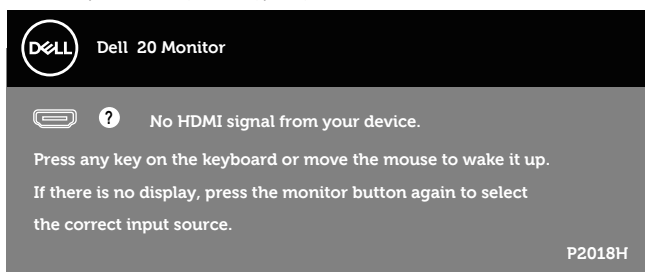 DELL
Dell 20 Monitor
? No HDMI signal from your device.
Press any key on the keyboard or move the mouse to wake it up.
If there is no display, press the monitor button again to select
the correct input source.
P2018H